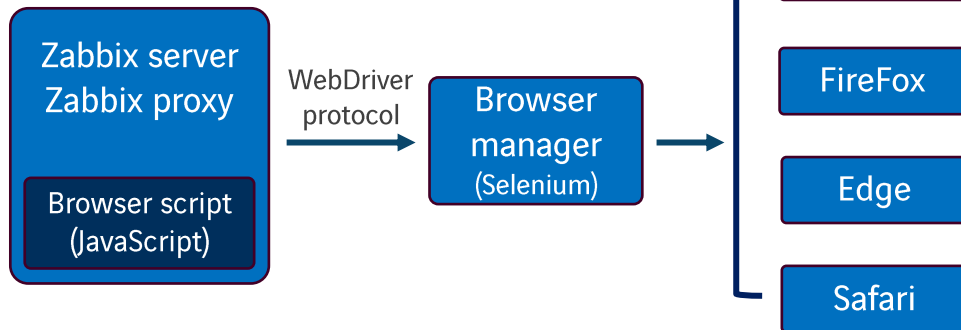 Zabbix server
Zabbix proxy
Browser script
(JavaScript)
WebDriver
protocol
Browser
manager
(Selenium)
FireFox
Edge
Safari